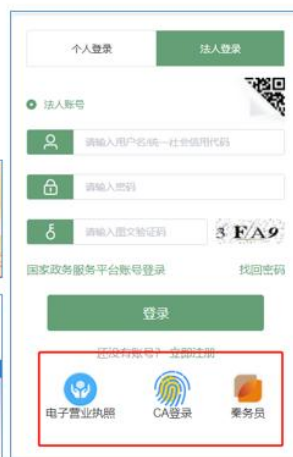 个人登录 法人登录
法人账号
请输入用户名/统一社会信用代码
请输入密码
请输入图文验证码 3 FA9
国家政务服务平台账号登录 找回密码
登录
还没有账号? 立即注册
电子营业执照 CA登录 秦务员